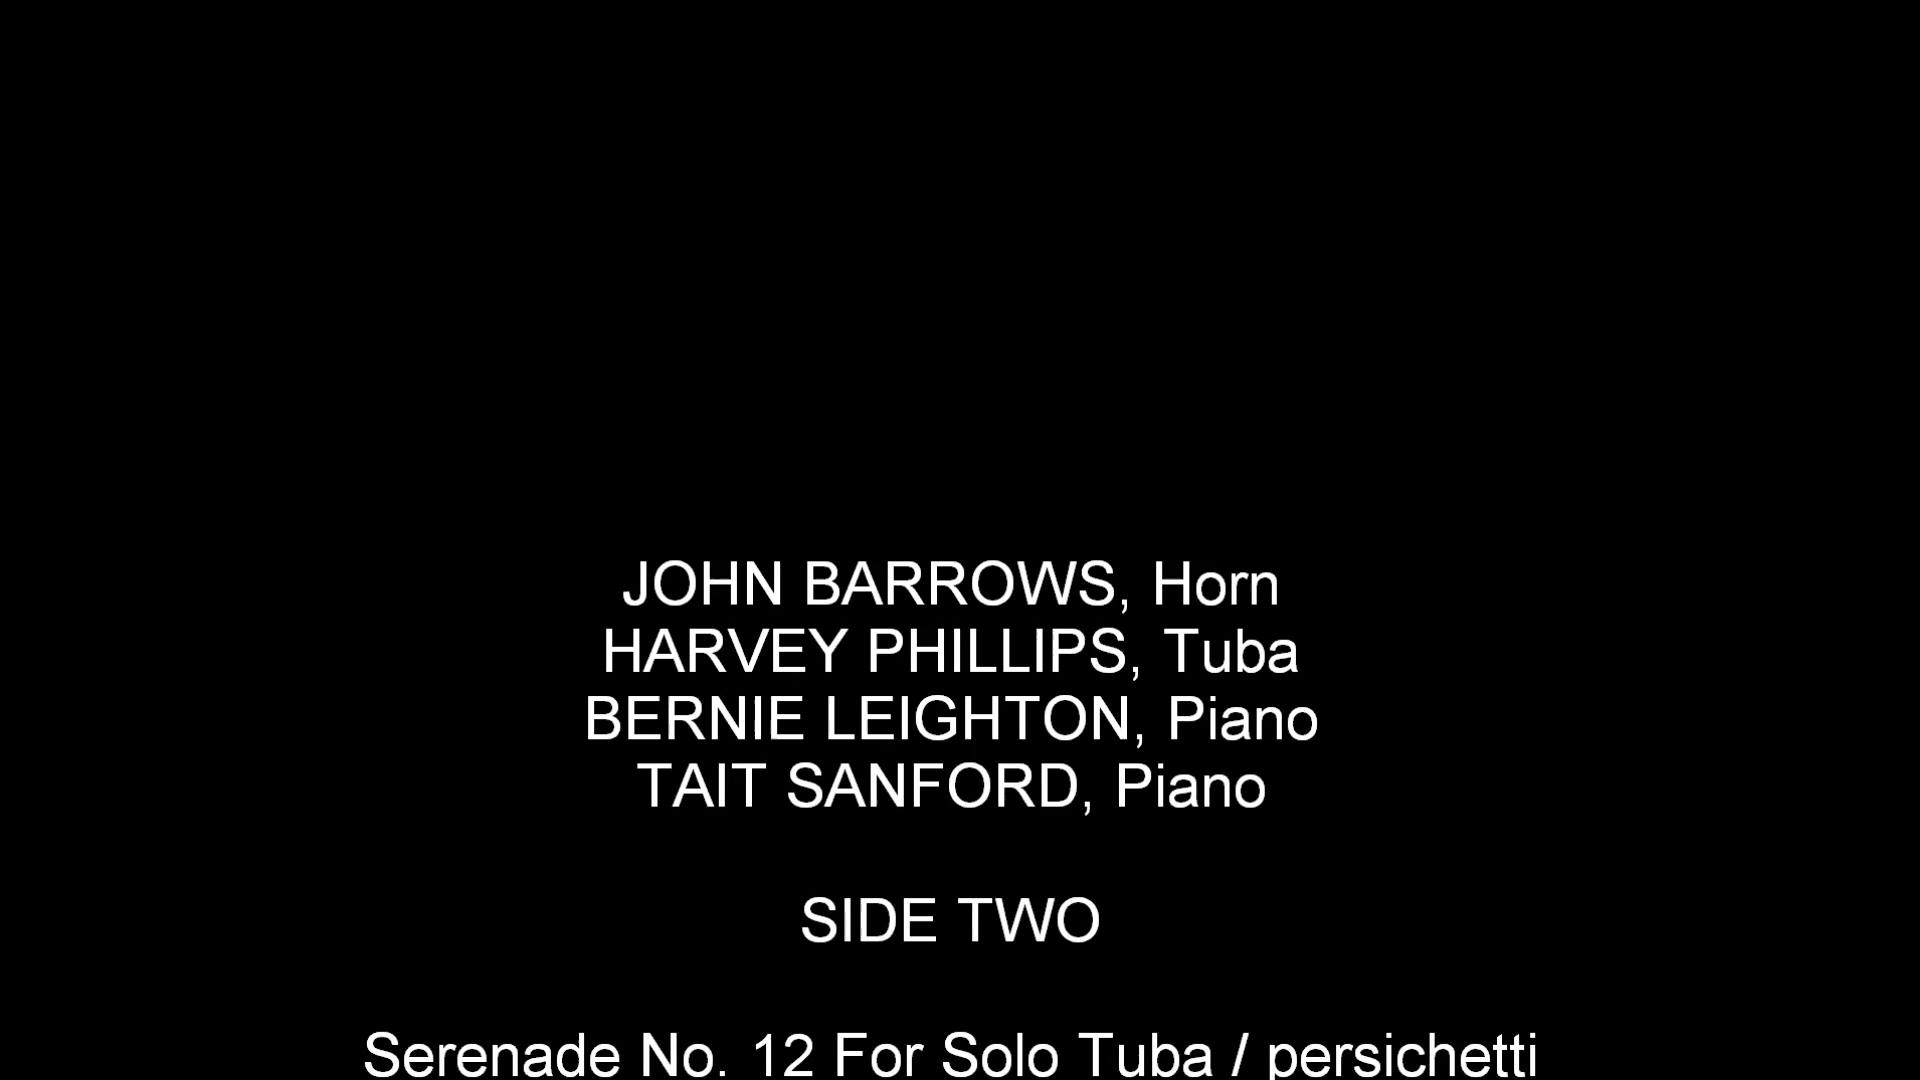 JOHN BARROWS, Horn
HARVEY PHILLIPS, Tuba
BERNIE LEIGHTON, Piano
TAIT SANFORD, Piano
SIDE TWO
Serenade No. 12 For Solo Tuba / persichetti